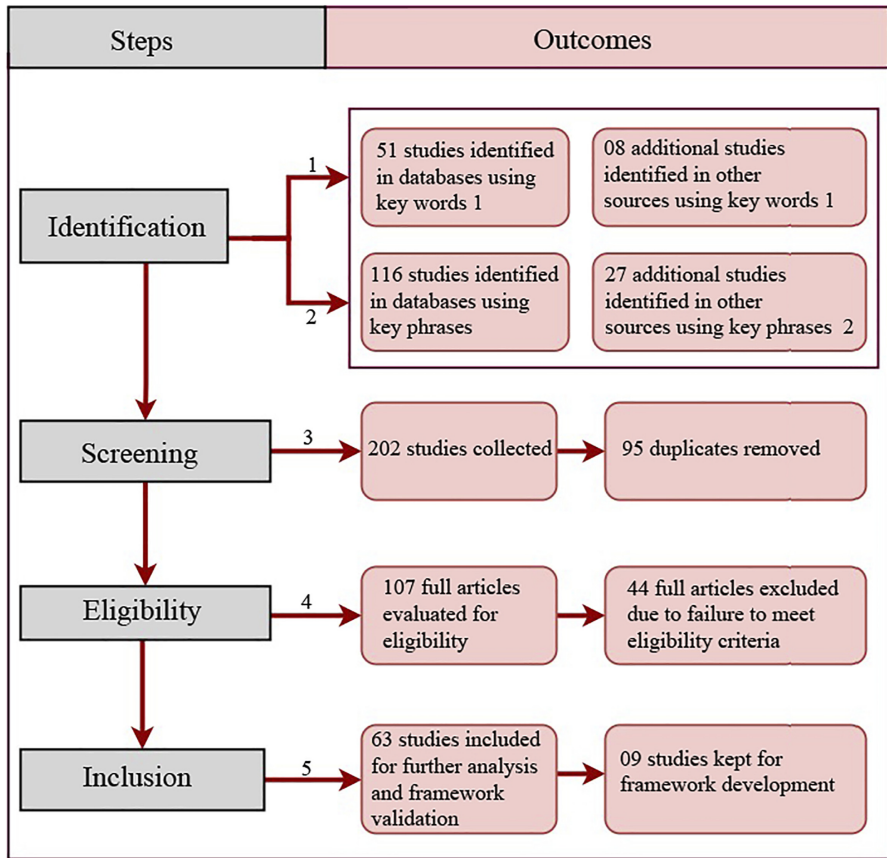 Steps
Outcomes
Identification
1
51 studies identified
in databases using
key words 1
08 additional studies
identified in other
sources using key words 1
2
116 studies identified
in databases using
key phrases
27 additional studies
identified in other
sources using key phrases 2
Screening
3
202 studies collected
95 duplicates removed
Eligibility
4
107 full articles
evaluated for
eligibility
44 full articles excluded
due to failure to meet
eligibility criteria
Inclusion
5
63 studies included
for further analysis
and framework
validation
09 studies kept for
framework development